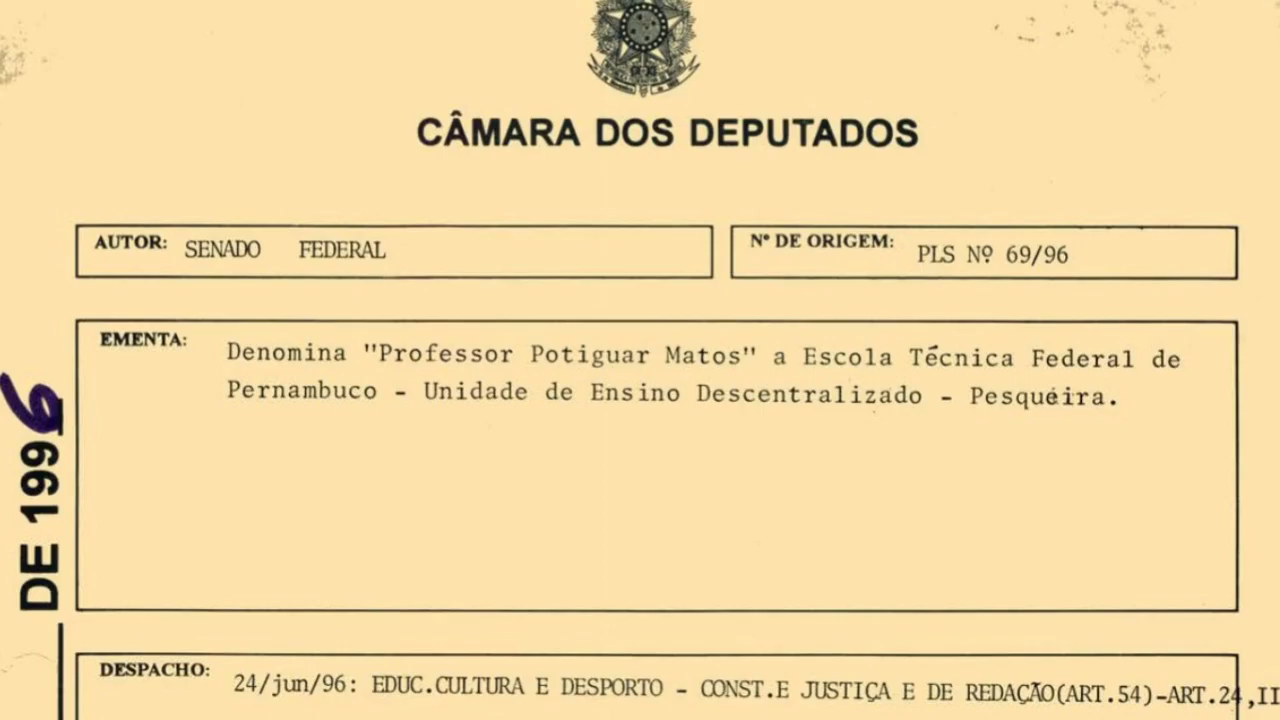 CÂMARA DOS DEPUTADOS
AUTOR: SENADO FEDERAL
Nº DE ORIGEM: PLS Nº 69/96
EMENTA: Denomina "Professor Potiguar Matos" a Escola Técnica Federal de
Pernambuco - Unidade de Ensino Descentralizado - Pesqueira.
DE 1996
DESPACHO: 24/jun/96: EDUC.CULTURA E DESPORTO - CONST.E JUSTIÇA E DE REDAÇÃO(ART.54)-ART.24,II